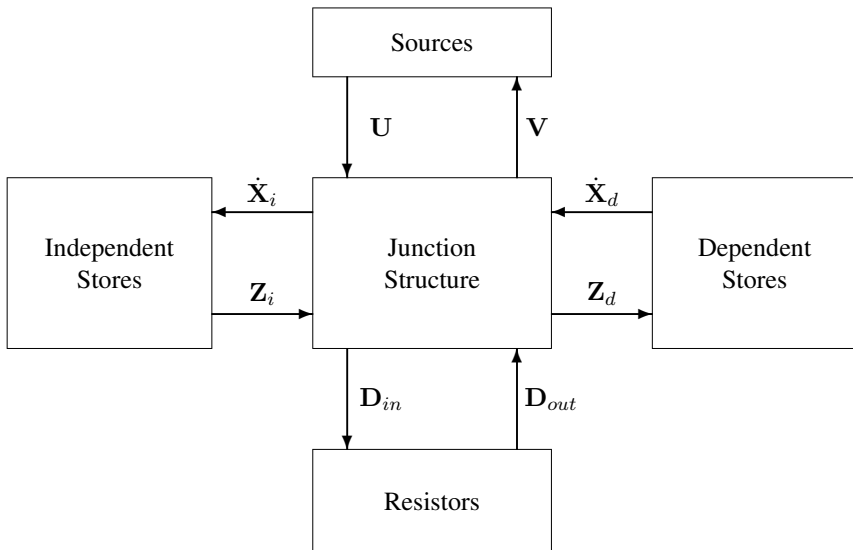 Sources
U
V
Ẋ_i
Ẋ_d
Independent
Stores
Junction
Structure
Dependent
Stores
Z_i
Z_d
D_in
D_out
Resistors